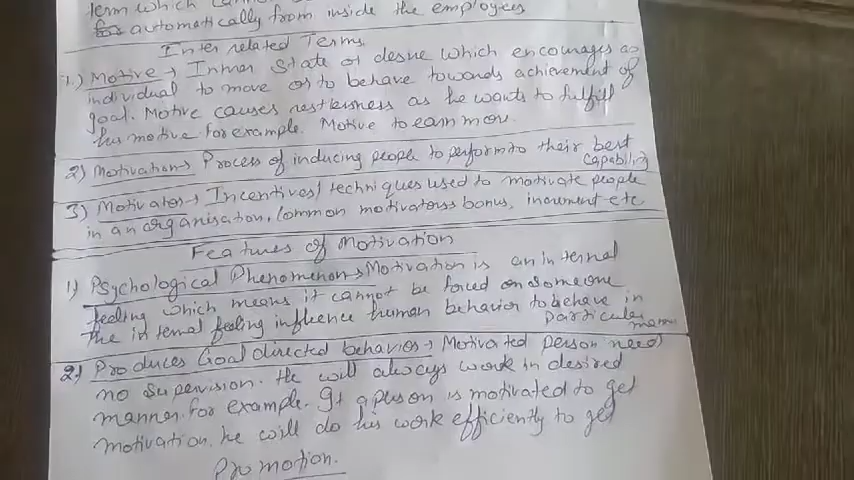 term which
for automatically from inside the employees
Inter related Terms.
1.) Motive → Inner State or desire which encourages as
individual to move or to behave towards achievement of
goal. Motive causes restlessness as he wants to fulfill
his motive for example. Motive to earn more.
2) Motivation → Process of inducing people to perform to their best
capability
3) Motivators → Incentives / techniques used to motivate people
in an organisation. Common motivators bonus, increment etc
Features of Motivation
1) Psychological Phenomenon → Motivation is an internal
feeling which means it cannot be forced on someone
the internal feeling influence human behavior to behave in
particular manner
2.) Produces Goal directed behavior → Motivated person need
no supervision. He will always work in desired
manner. for example. If a person is motivated to get
motivation. he will do his work efficiently to get
Promotion.